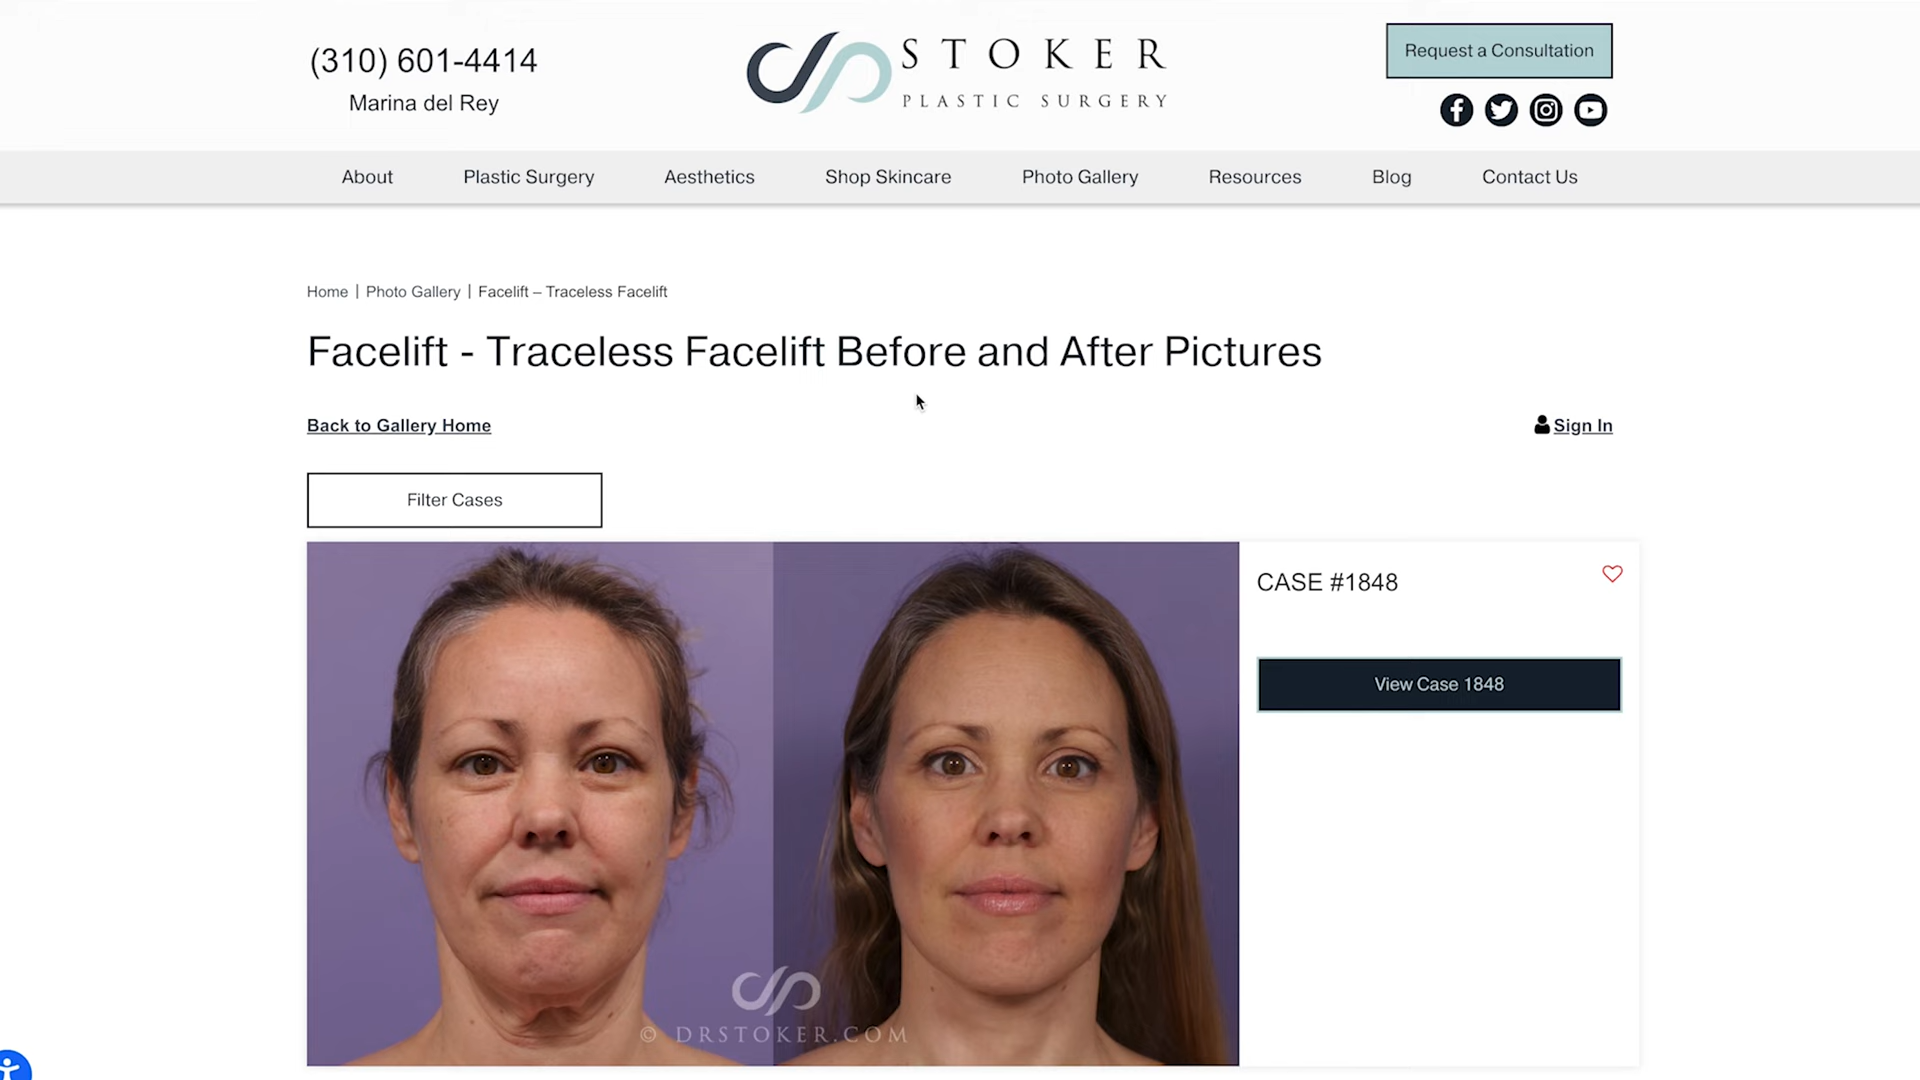 (310) 601-4414
Marina del Rey
STOKER
PLASTIC SURGERY
Request a Consultation
About Plastic Surgery Aesthetics Shop Skincare Photo Gallery Resources Blog Contact Us
Home | Photo Gallery | Facelift – Traceless Facelift
Facelift - Traceless Facelift Before and After Pictures
Back to Gallery Home
Sign In
Filter Cases
CASE #1848
View Case 1848
© DRSTOKER.COM